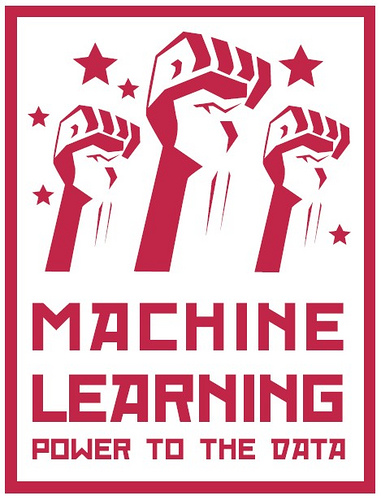 MACHINE
LEARNING
POWER TO THE DATA